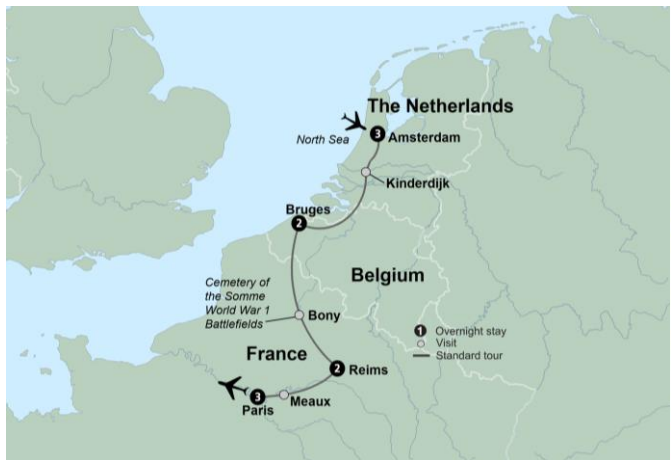 The Netherlands
3
Amsterdam
North Sea
Kinderdijk
Bruges
2
Belgium
Cemetery of
the Somme
World War 1
Battlefields
Bony
1 Overnight stay
Visit
Standard tour
France
2
Reims
3
Paris
Meaux